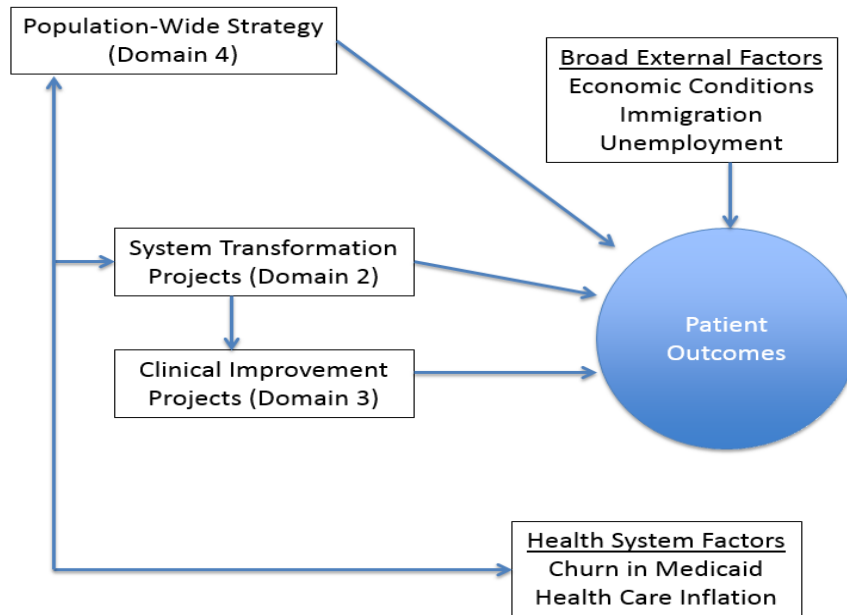 Population-Wide Strategy
(Domain 4)
Broad External Factors
Economic Conditions
Immigration
Unemployment
System Transformation
Projects (Domain 2)
Clinical Improvement
Projects (Domain 3)
Patient
Outcomes
Health System Factors
Churn in Medicaid
Health Care Inflation